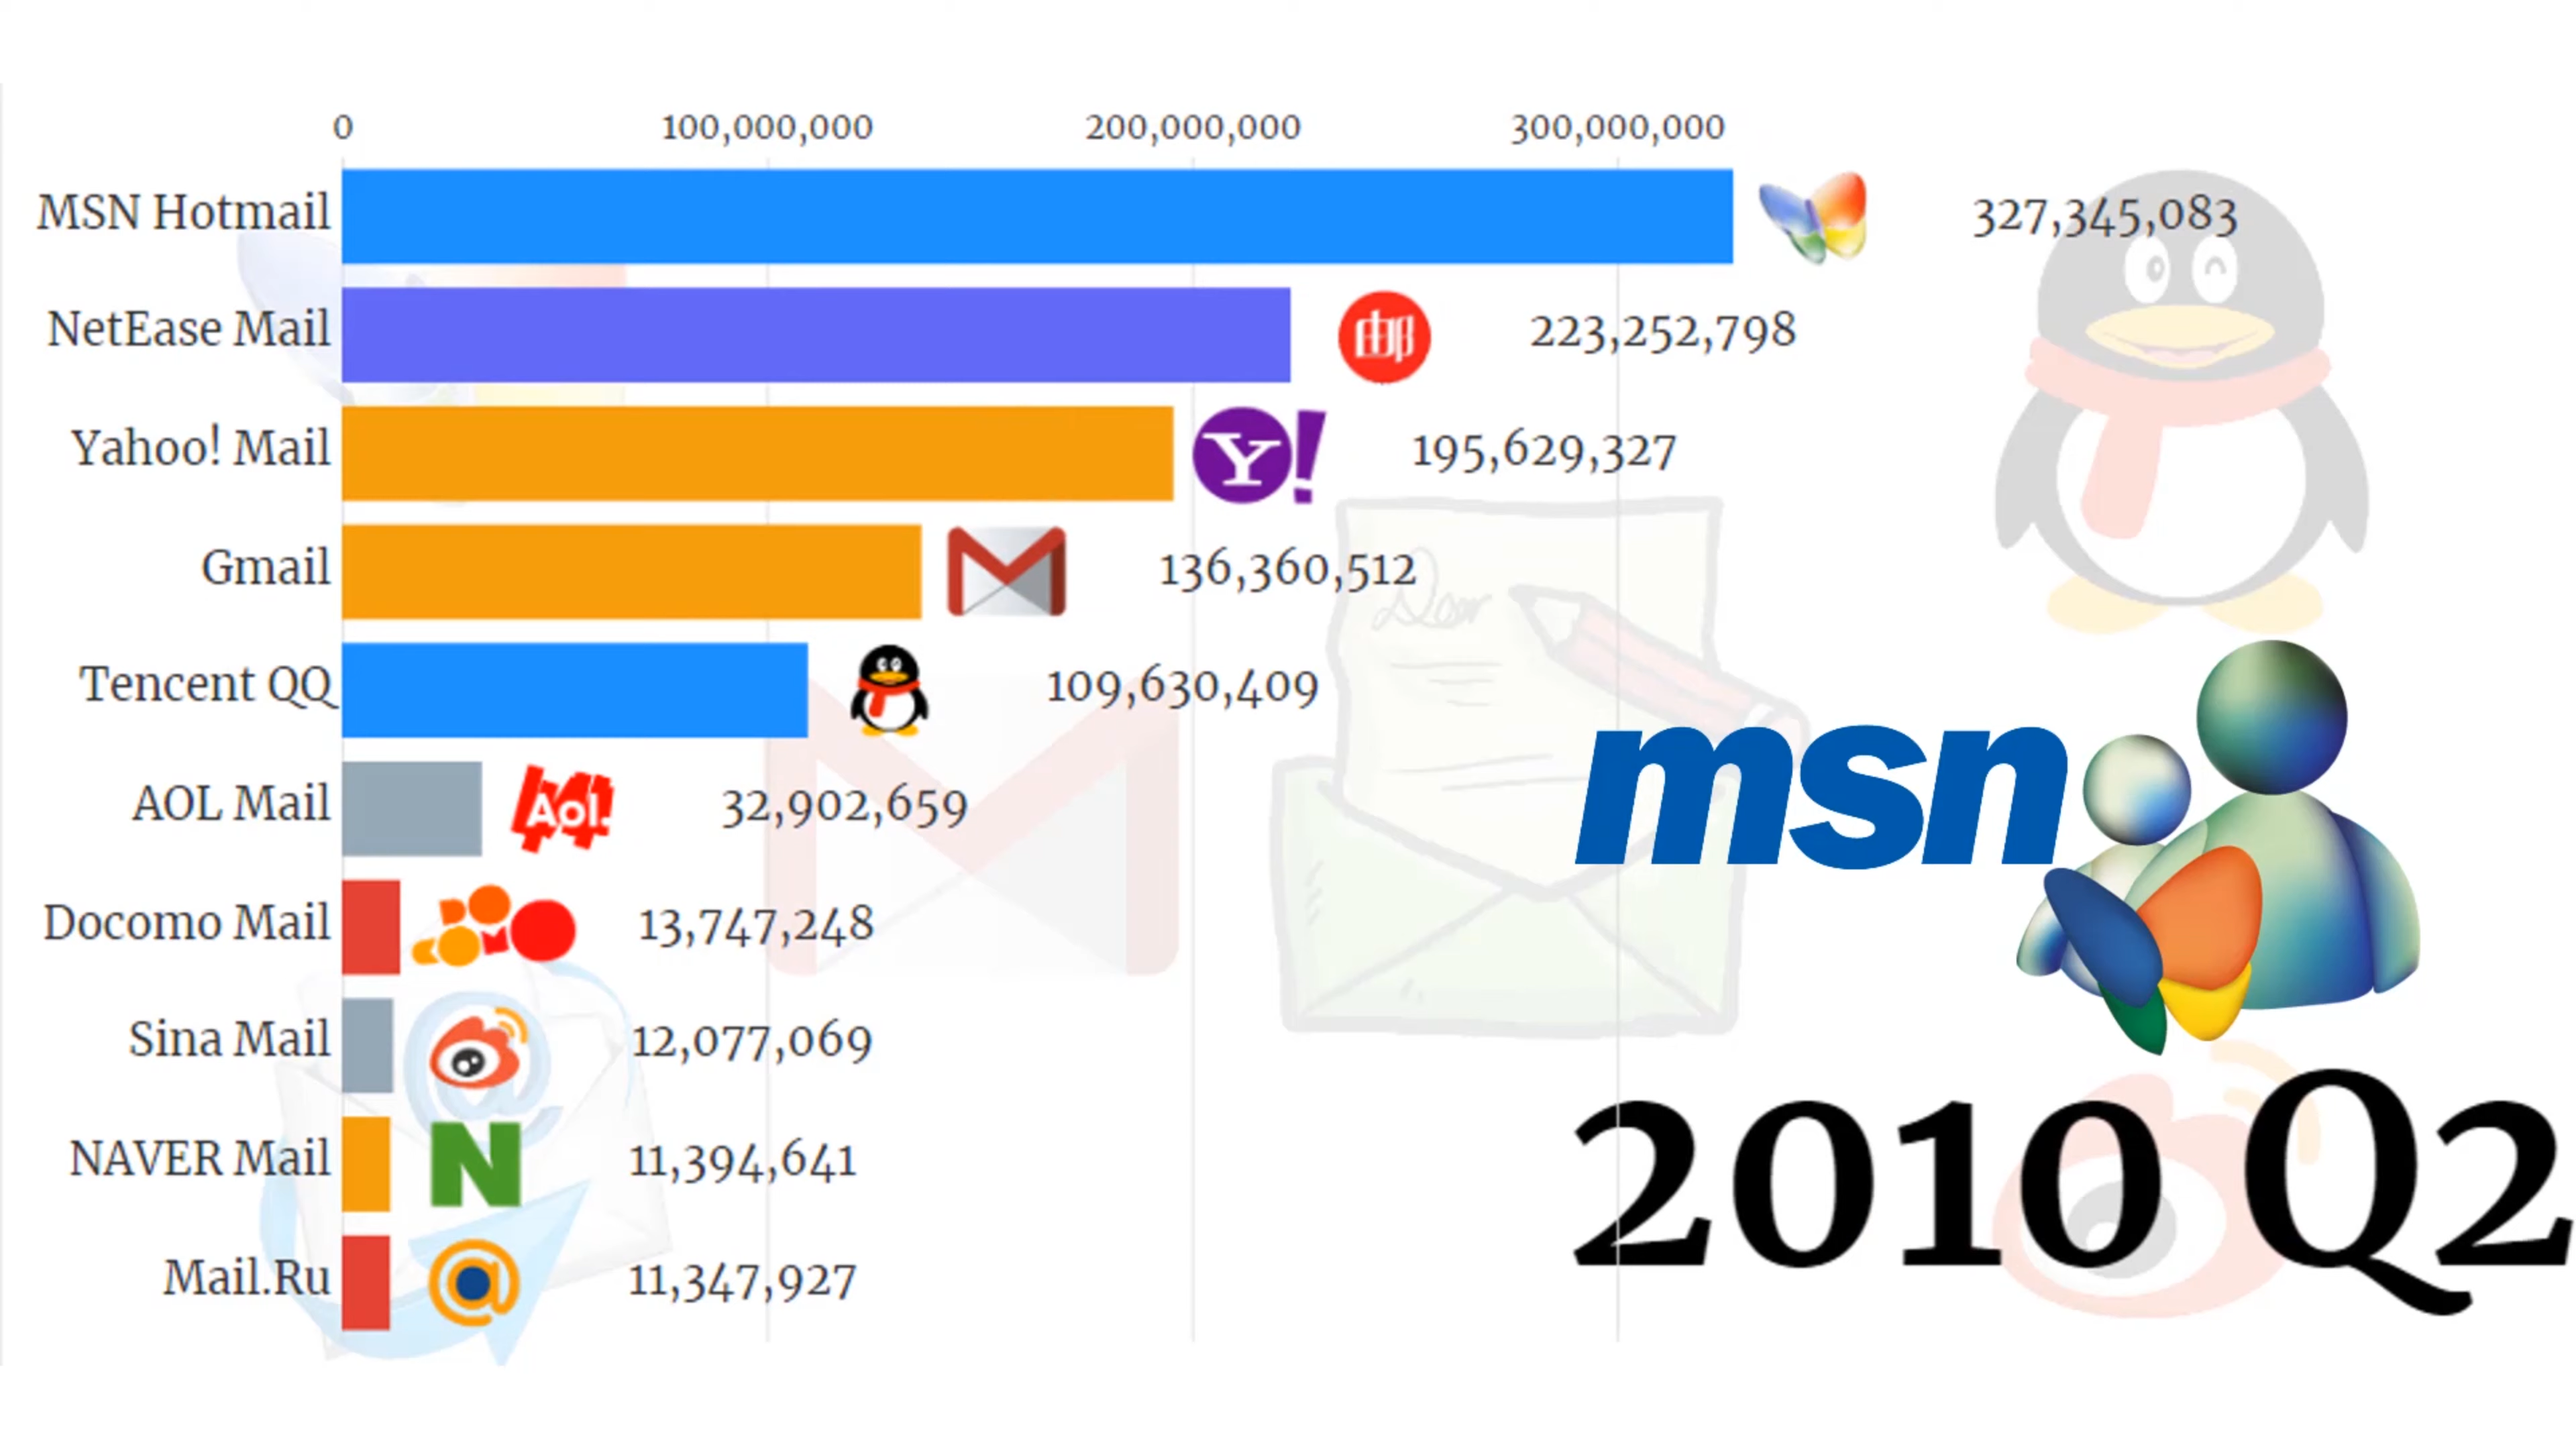 0 100,000,000 200,000,000 300,000,000
MSN Hotmail 327,345,083
NetEase Mail 邮 223,252,798
Yahoo! Mail Y! 195,629,327
Gmail 136,360,512
Dear
Tencent QQ 109,630,409
msn
AOL Mail Aol. 32,902,659
Docomo Mail 13,747,248
Sina Mail 12,077,069
NAVER Mail N 11,394,641
2010 Q2
Mail.Ru @ 11,347,927